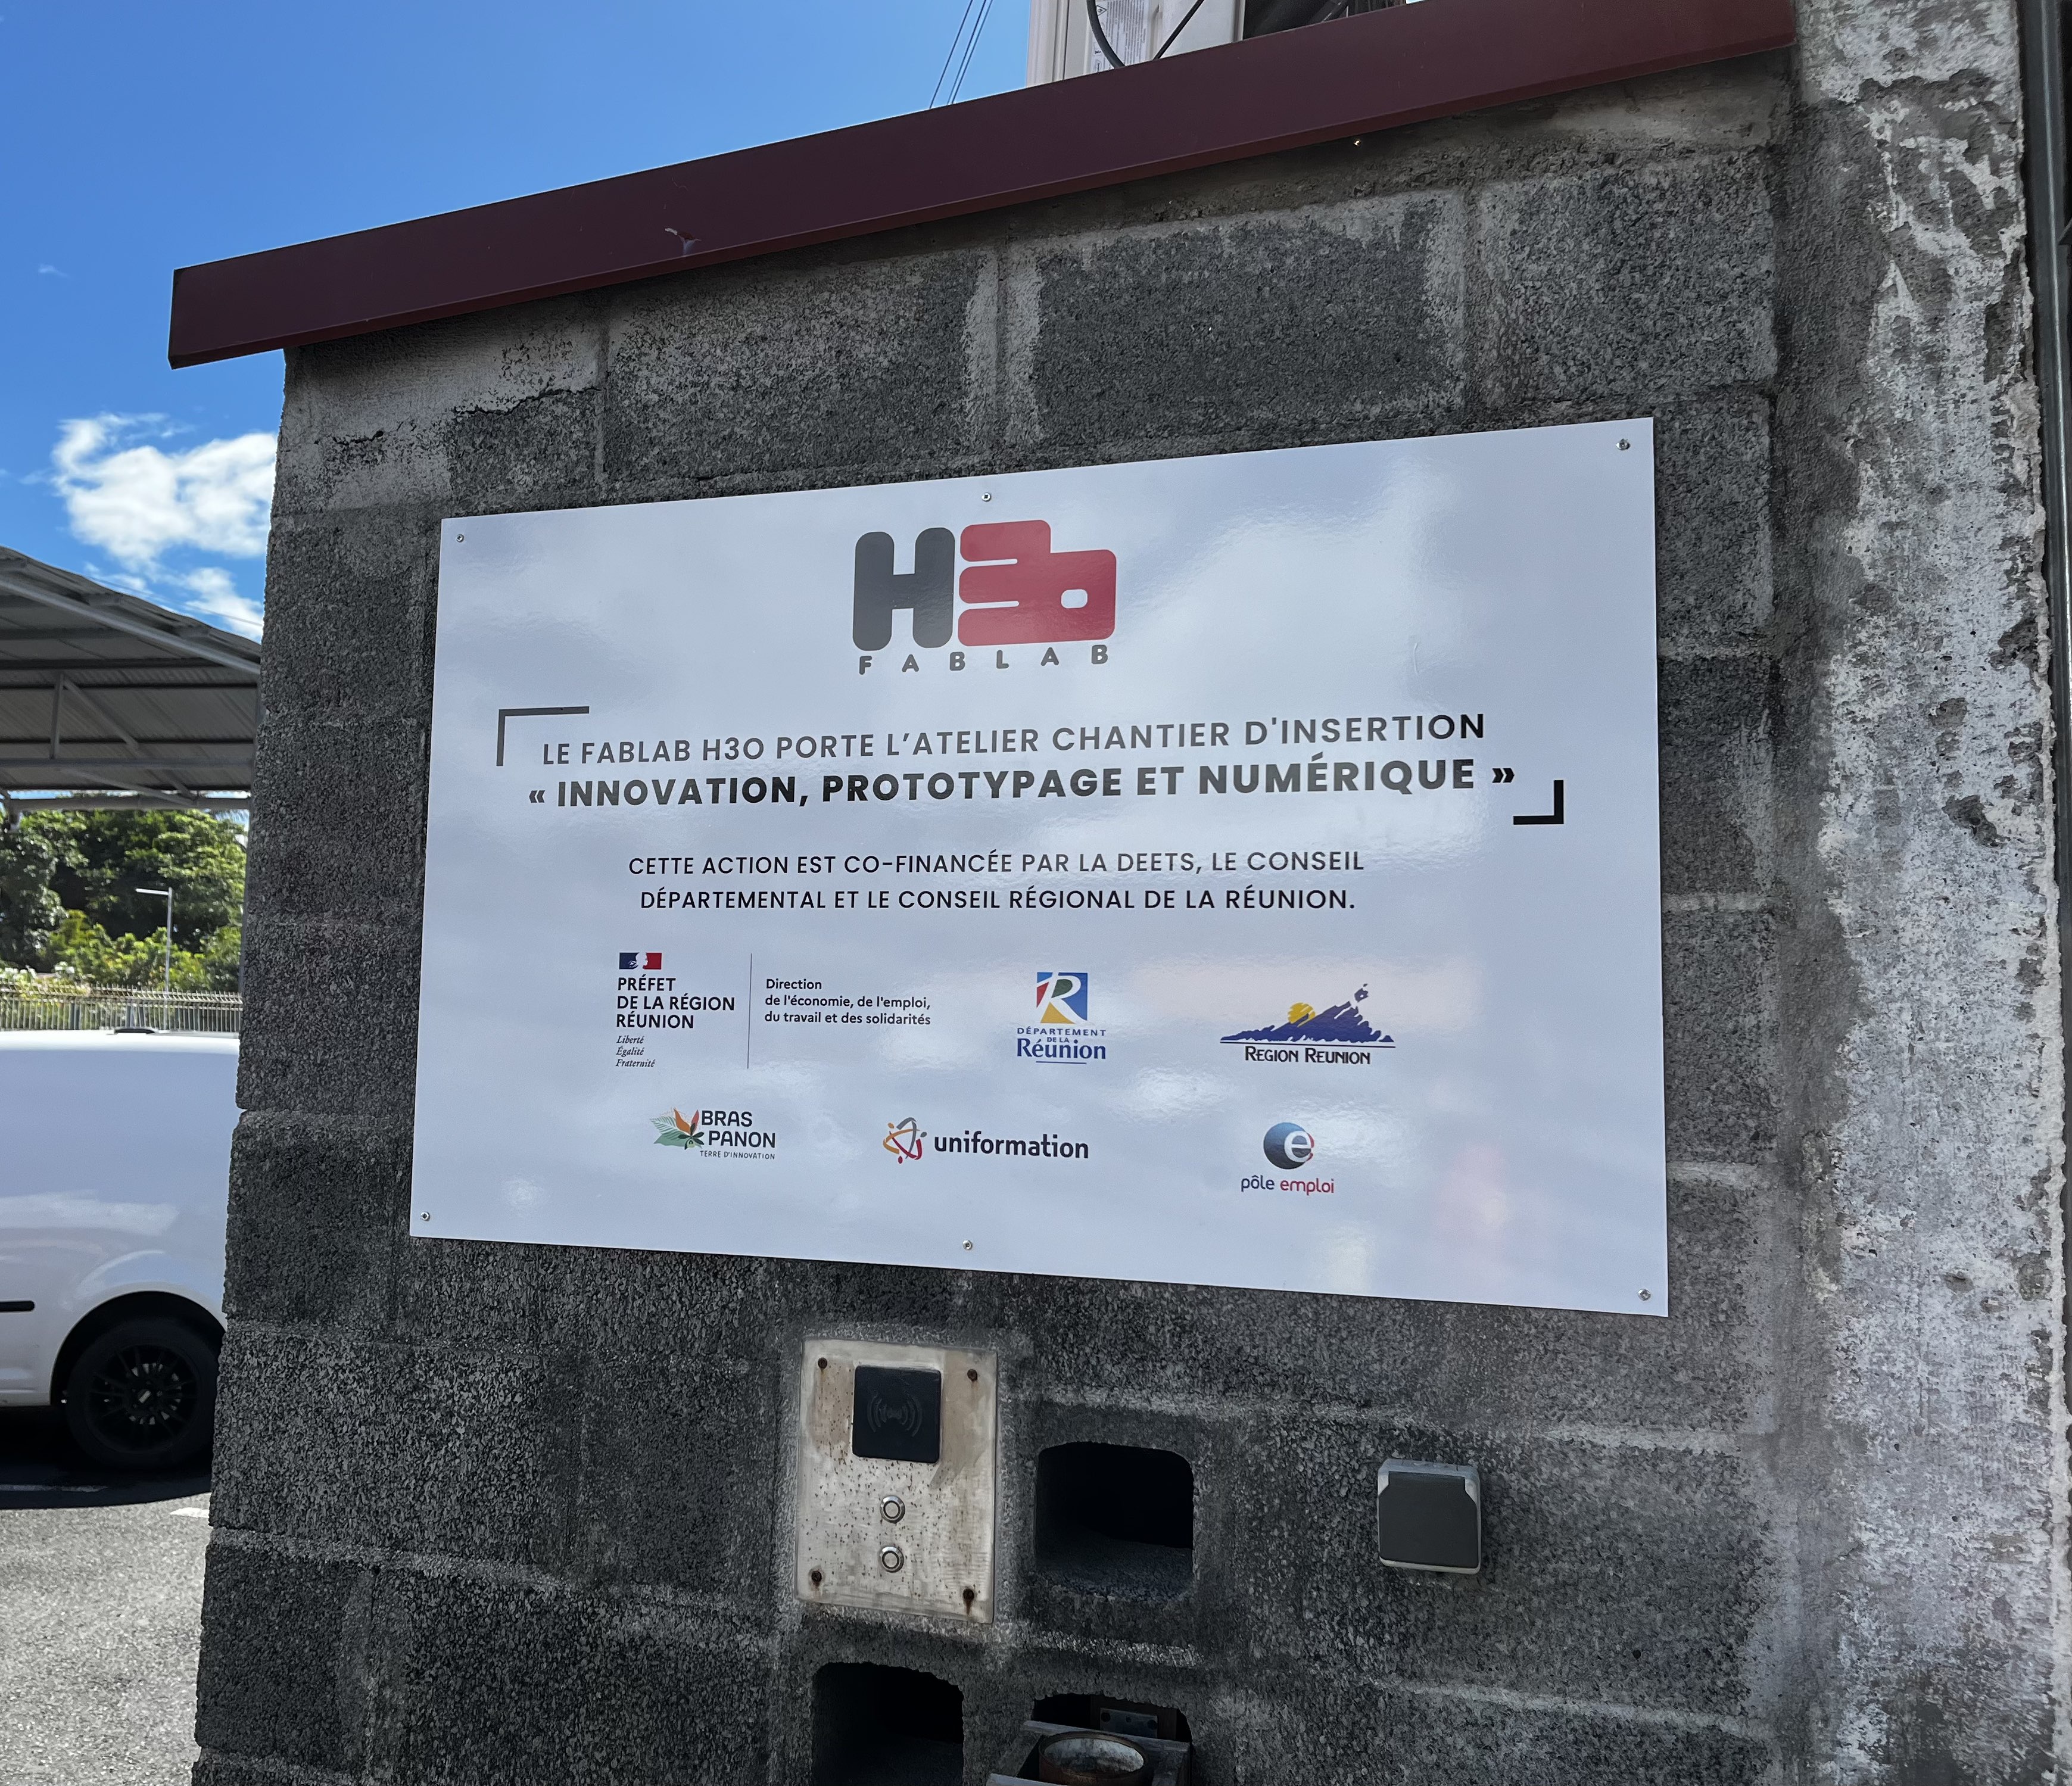 H3O
FABLAB
LE FABLAB H3O PORTE L’ATELIER CHANTIER D'INSERTION
« INNOVATION, PROTOTYPAGE ET NUMÉRIQUE »
CETTE ACTION EST CO-FINANCÉE PAR LA DEETS, LE CONSEIL
DÉPARTEMENTAL ET LE CONSEIL RÉGIONAL DE LA RÉUNION.
PRÉFET
DE LA RÉGION
RÉUNION
Liberté
Égalité
Fraternité
Direction
de l'économie, de l'emploi,
du travail et des solidarités
DÉPARTEMENT
DE LA
Réunion
REGION REUNION
BRAS
PANON
TERRE D'INNOVATION
uniformation
pôle emploi